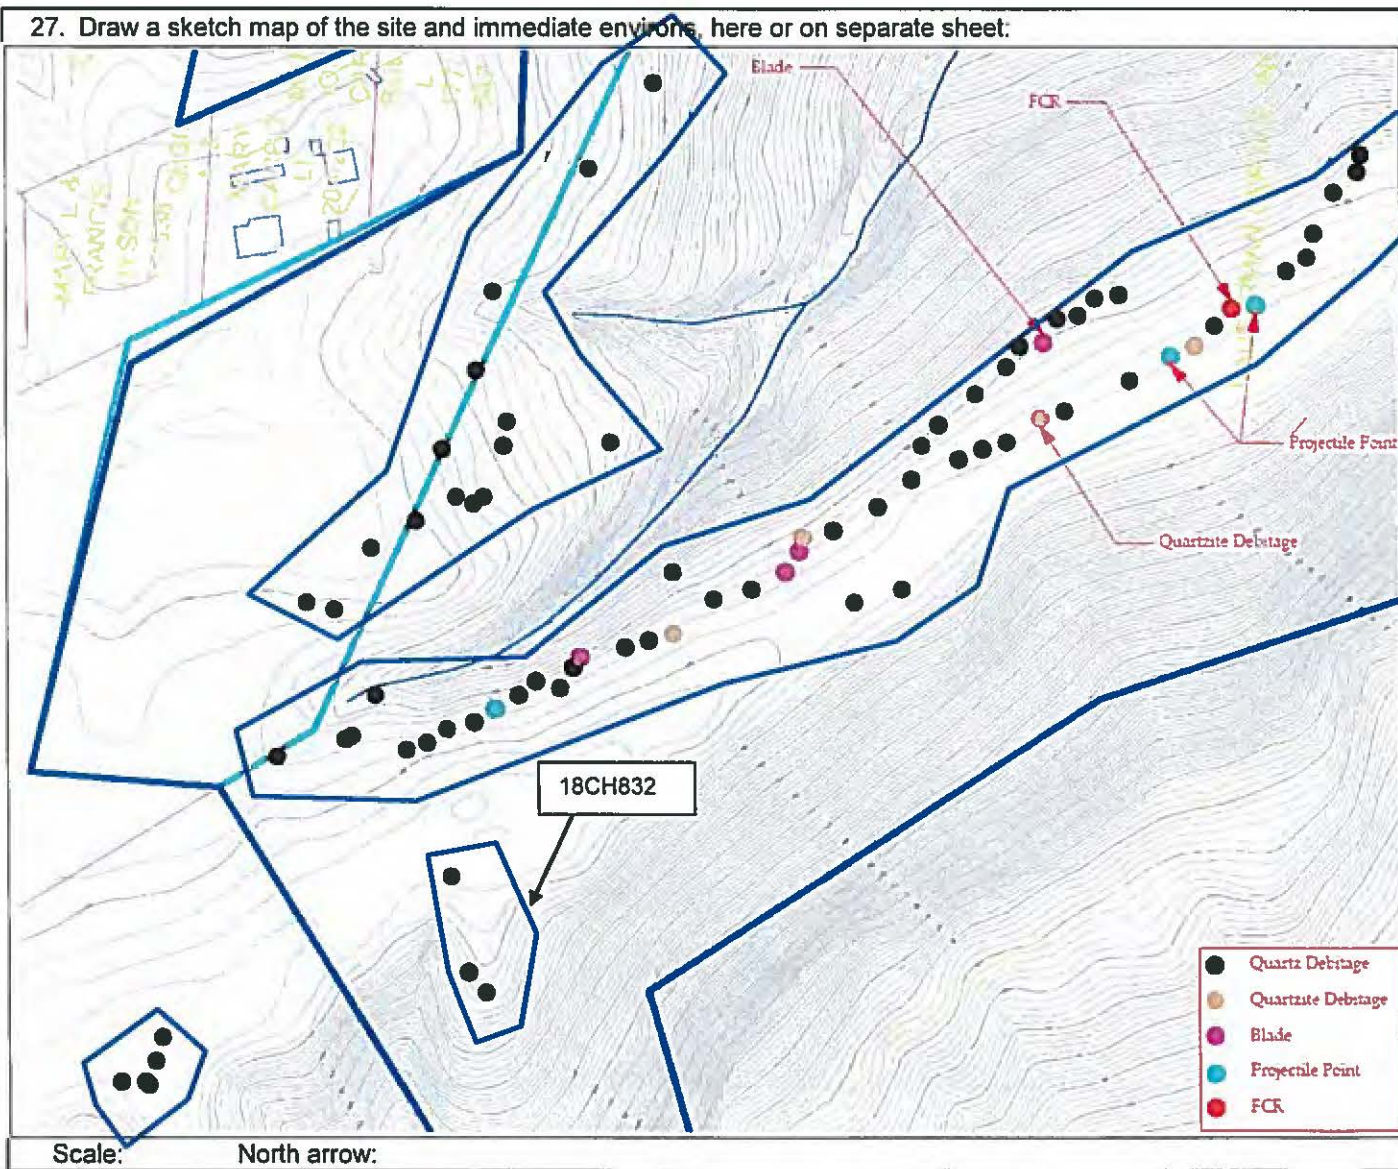 27. Draw a sketch map of the site and immediate environs, here or on separate sheet:
Blade
FCR
Projectile Point
Quartzite Debitage
18CH832
Quartz Debitage
Quartzite Debitage
Blade
Projectile Point
FCR
Scale: North arrow: